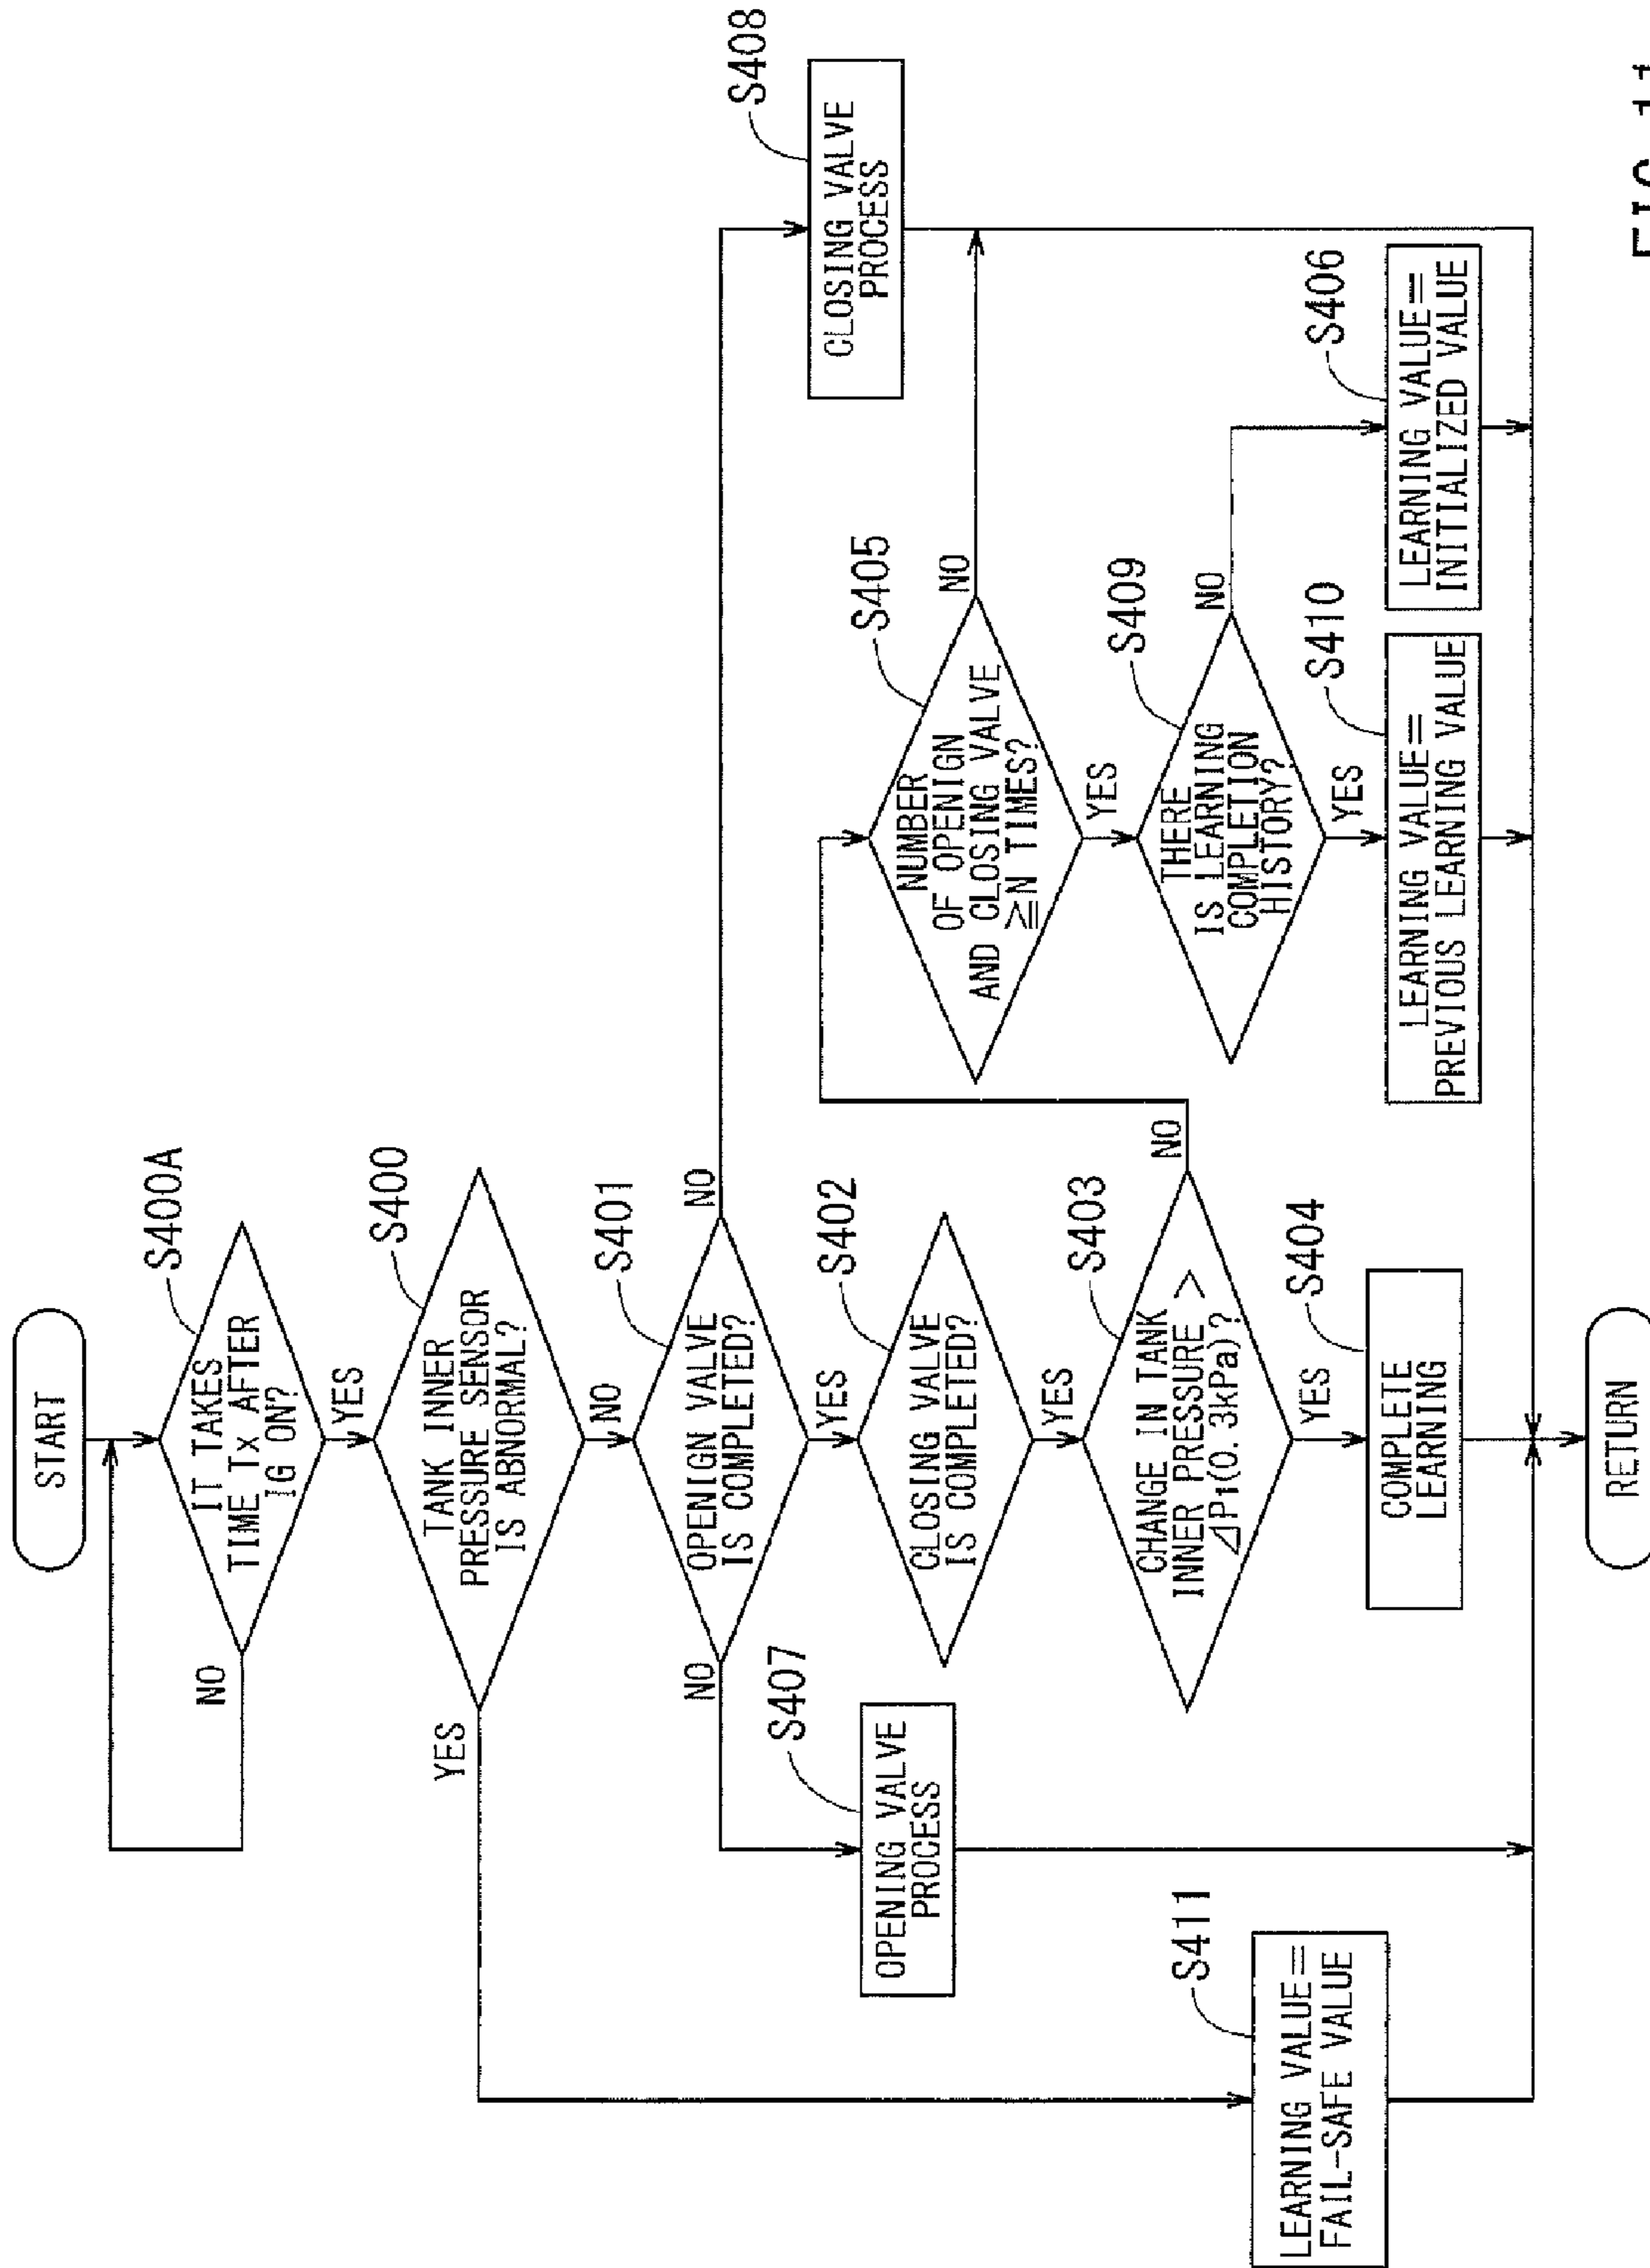 START
IT TAKES
TIME Tx AFTER
IG ON?
S400A
NO
YES
TANK INNER
PRESSURE SENSOR
IS ABNORMAL?
S400
YES
NO
OPENIGN VALVE
IS COMPLETED?
S401
NO
NO
YES
OPENING VALVE
PROCESS
S407
CLOSING VALVE
PROCESS
S408
CLOSING VALVE
IS COMPLETED?
S402
YES
CHANGE IN TANK
INNER PRESSURE >
⊿P1(0.3kPa)?
S403
NO
YES
NUMBER
OF OPENIGN
AND CLOSING VALVE
≧N TIMES?
S405
NO
YES
THERE
IS LEARNING
COMPLETION
HISTORY?
S409
NO
YES
LEARNING VALUE=
FAIL-SAFE VALUE
S411
COMPLETE
LEARNING
S404
LEARNING VALUE=
PREVIOUS LEARNING VALUE
S410
LEARNING VALUE=
INITIALIZED VALUE
S406
RETURN